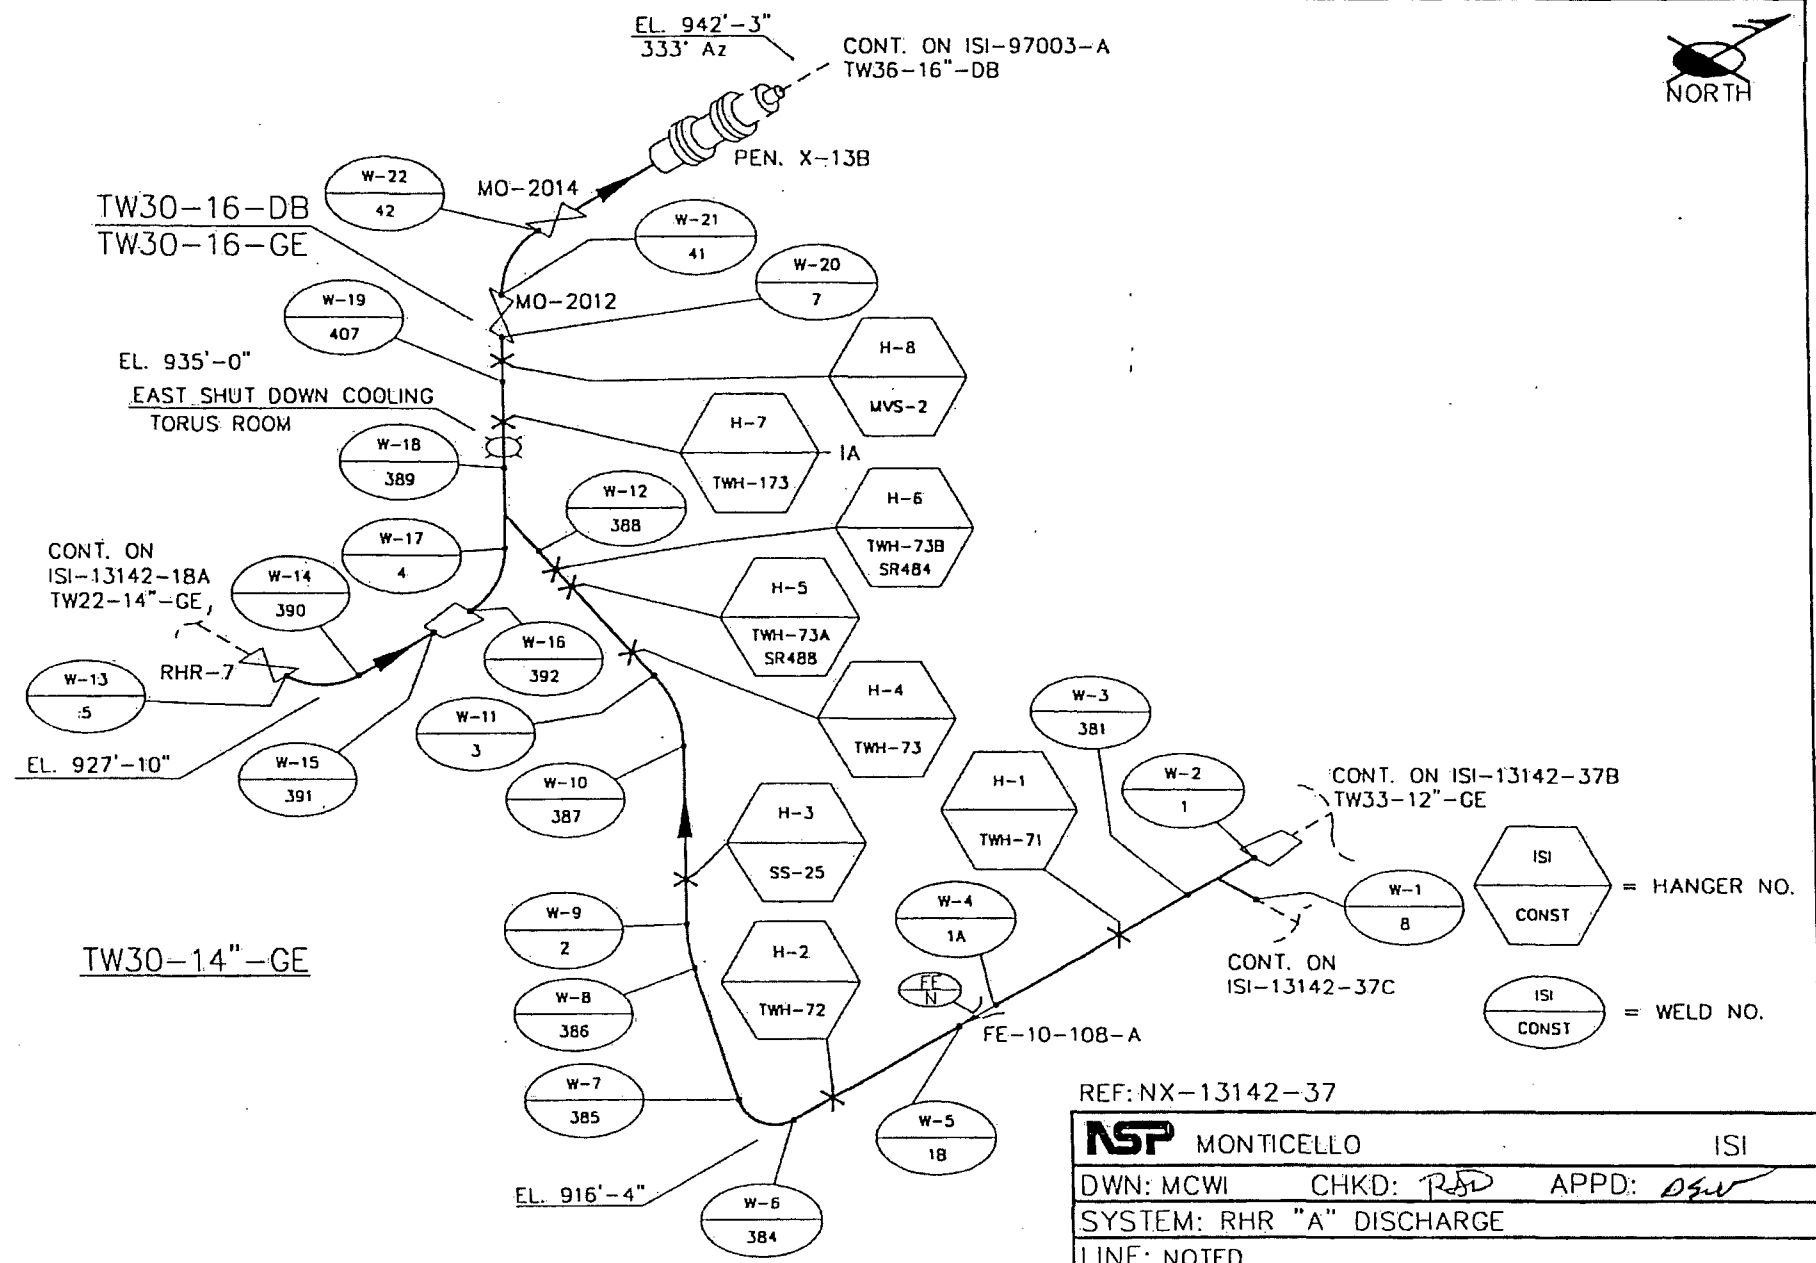 EL. 942'-3"
333° Az
CONT. ON ISI-97003-A
TW36-16"-DB
NORTH
PEN. X-13B
W-22
42
MO-2014
TW30-16-DB
TW30-16-GE
W-21
41
W-20
7
MO-2012
W-19
407
EL. 935'-0"
H-8
MVS-2
EAST SHUT DOWN COOLING
TORUS ROOM
H-7
TWH-173
IA
W-18
389
W-12
388
H-6
TWH-73B
SR484
W-17
4
CONT. ON
ISI-13142-18A
TW22-14"-GE
W-14
390
H-5
TWH-73A
SR488
W-16
392
RHR-7
W-13
5
H-4
TWH-73
W-11
3
W-3
381
EL. 927'-10"
W-15
391
W-10
387
H-1
TWH-71
W-2
1
CONT. ON ISI-13142-37B
TW33-12"-GE
H-3
SS-25
ISI
CONST
= HANGER NO.
W-9
2
W-4
1A
W-1
8
TW30-14"-GE
H-2
TWH-72
CONT. ON
ISI-13142-37C
W-8
386
FE
N
FE-10-108-A
ISI
CONST
= WELD NO.
W-7
385
W-5
1B
EL. 916'-4"
W-6
384
REF: NX-13142-37
NSP MONTICELLO ISI
DWN: MCWI CHKD: APPD:
SYSTEM: RHR "A" DISCHARGE
LINE: NOTED